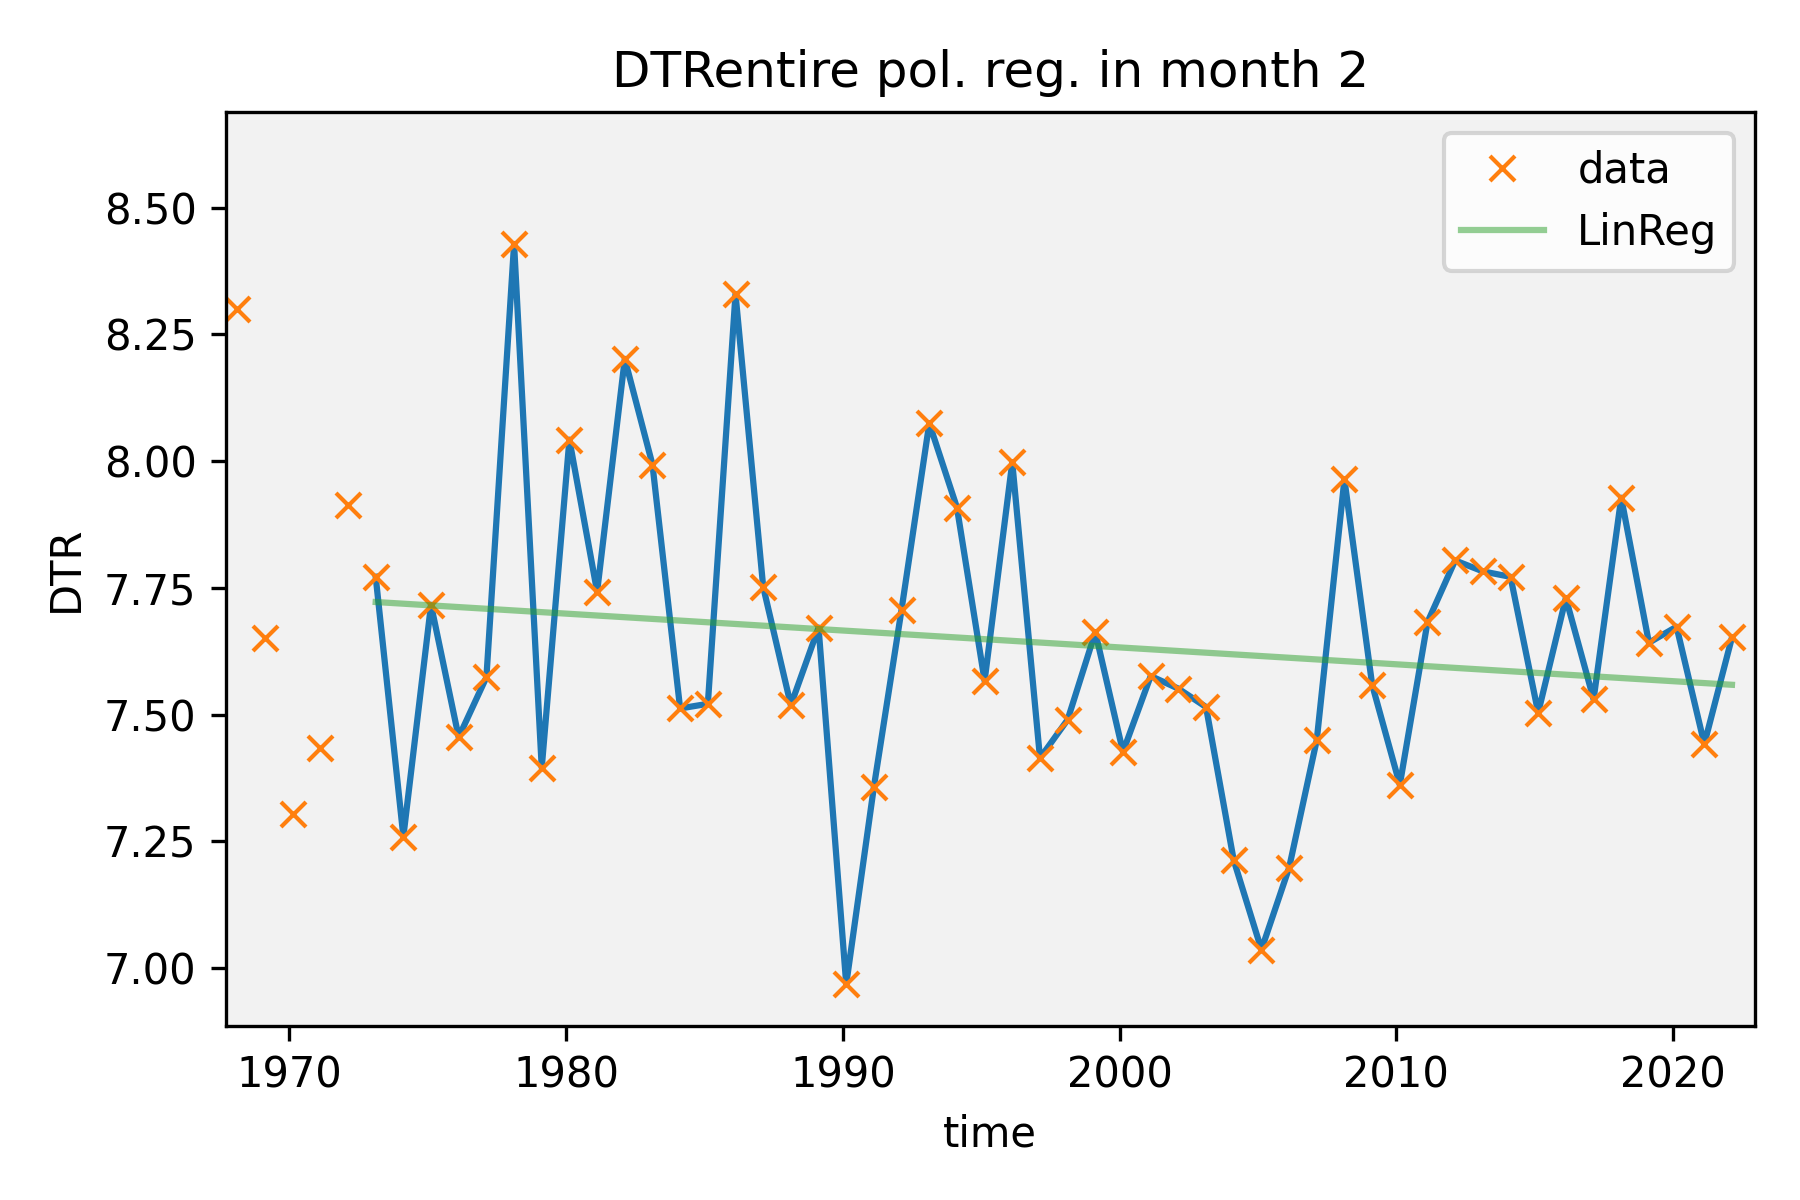 DTRentire pol. reg. in month 2
data
LinReg
8.50
8.25
8.00
7.75
7.50
7.25
7.00
DTR
1970 1980 1990 2000 2010 2020
time